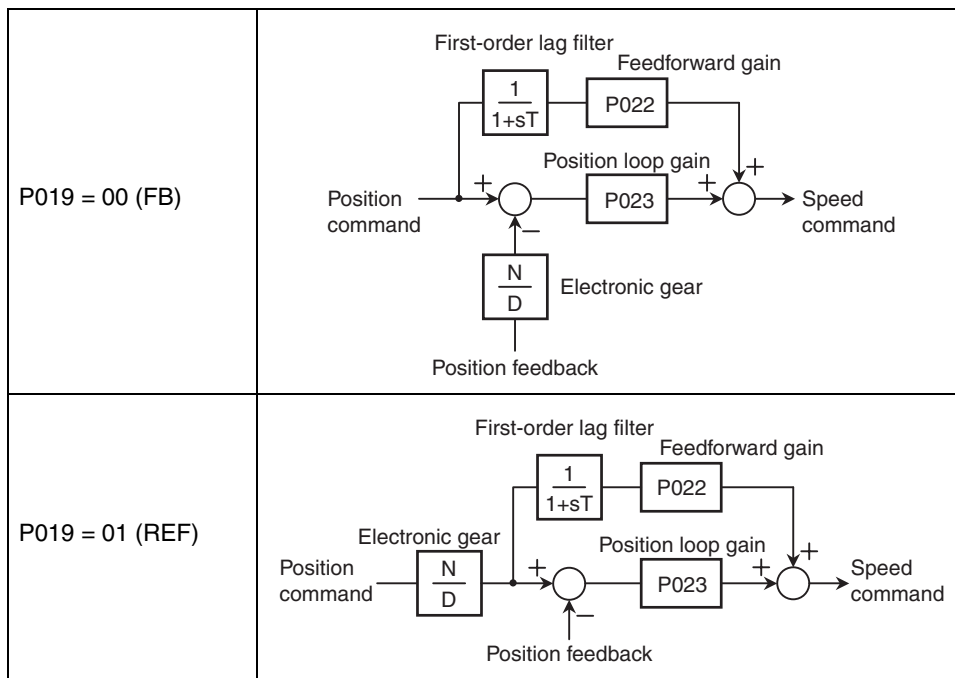 P019 = 00 (FB)
First-order lag filter
Feedforward gain
1
1+sT
P022
Position loop gain
+
Position
command
+
P023
+
Speed
command
−
N
D
Electronic gear
Position feedback
P019 = 01 (REF)
First-order lag filter
Feedforward gain
1
1+sT
P022
Electronic gear
Position loop gain
+
Position
command
N
D
+
P023
+
Speed
command
−
Position feedback